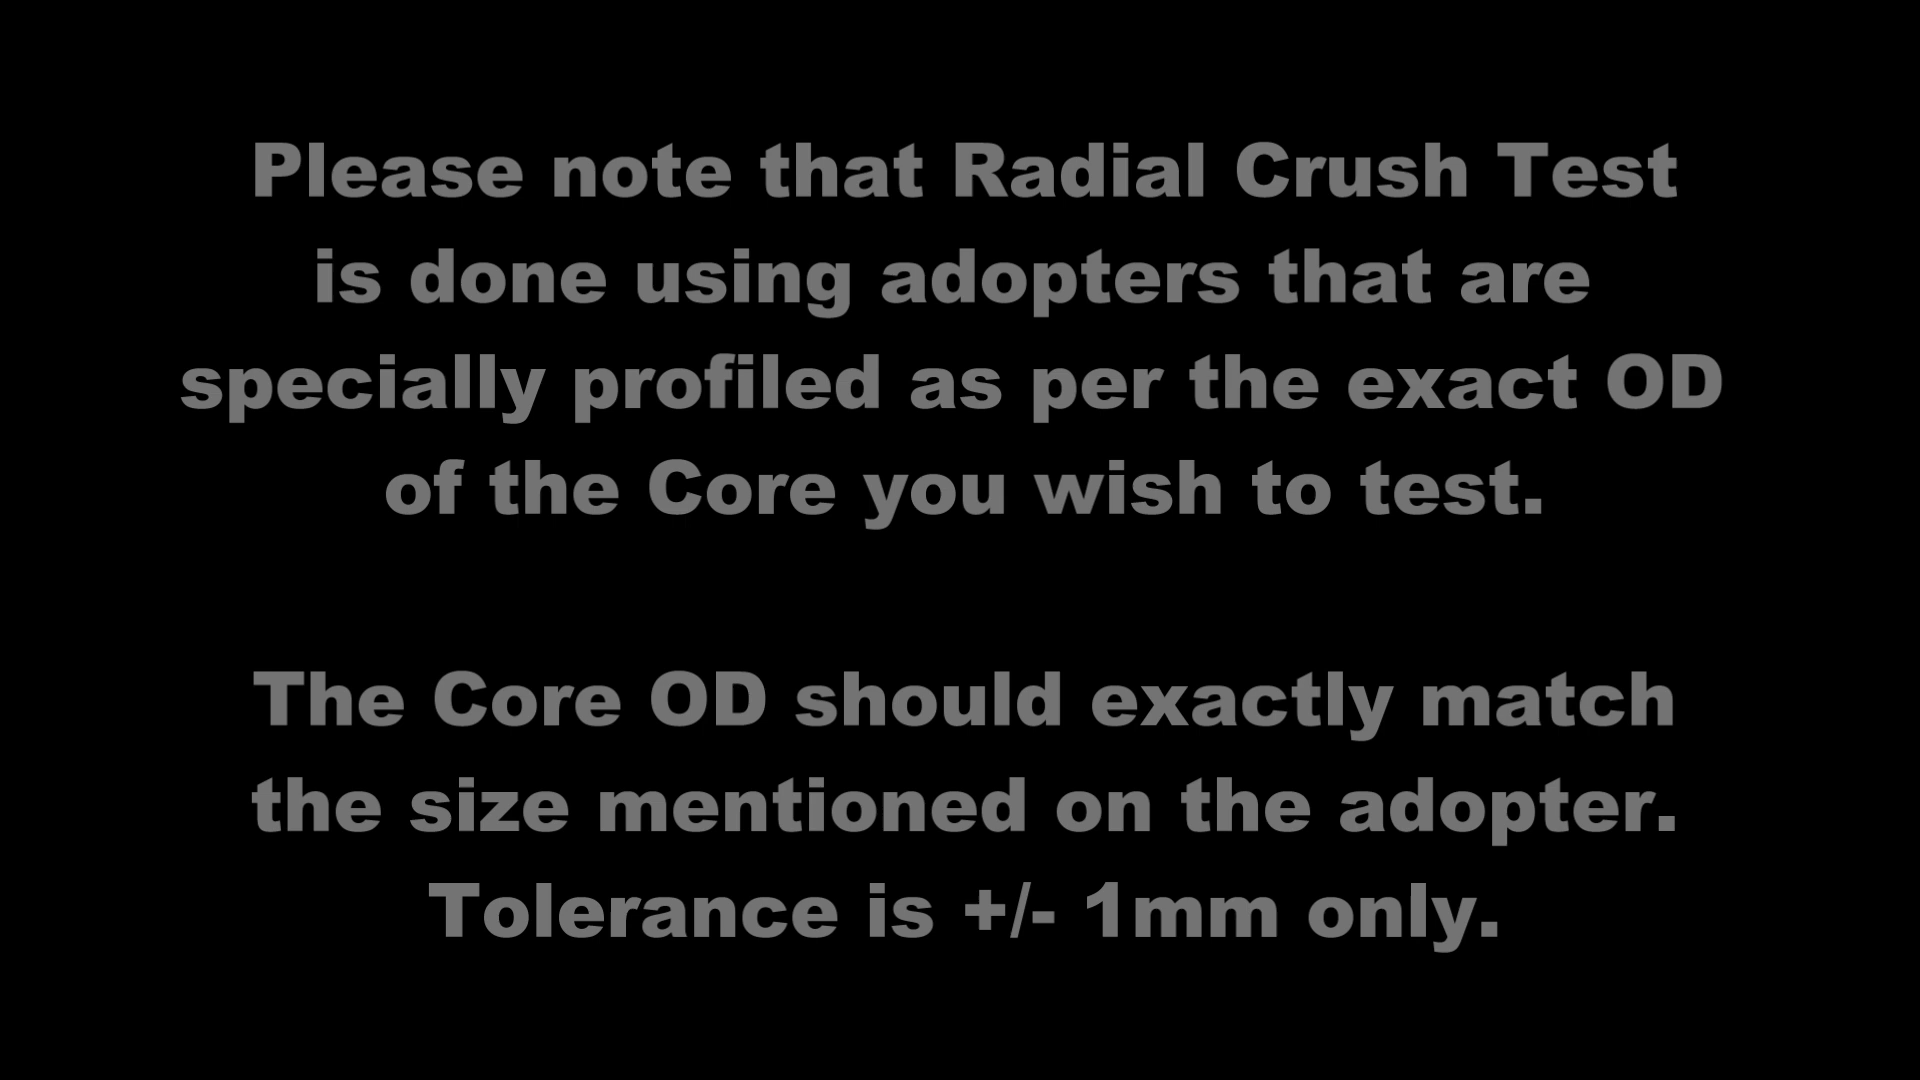 Please note that Radial Crush Test
is done using adopters that are
specially profiled as per the exact OD
of the Core you wish to test.
The Core OD should exactly match
the size mentioned on the adopter.
Tolerance is +/- 1mm only.